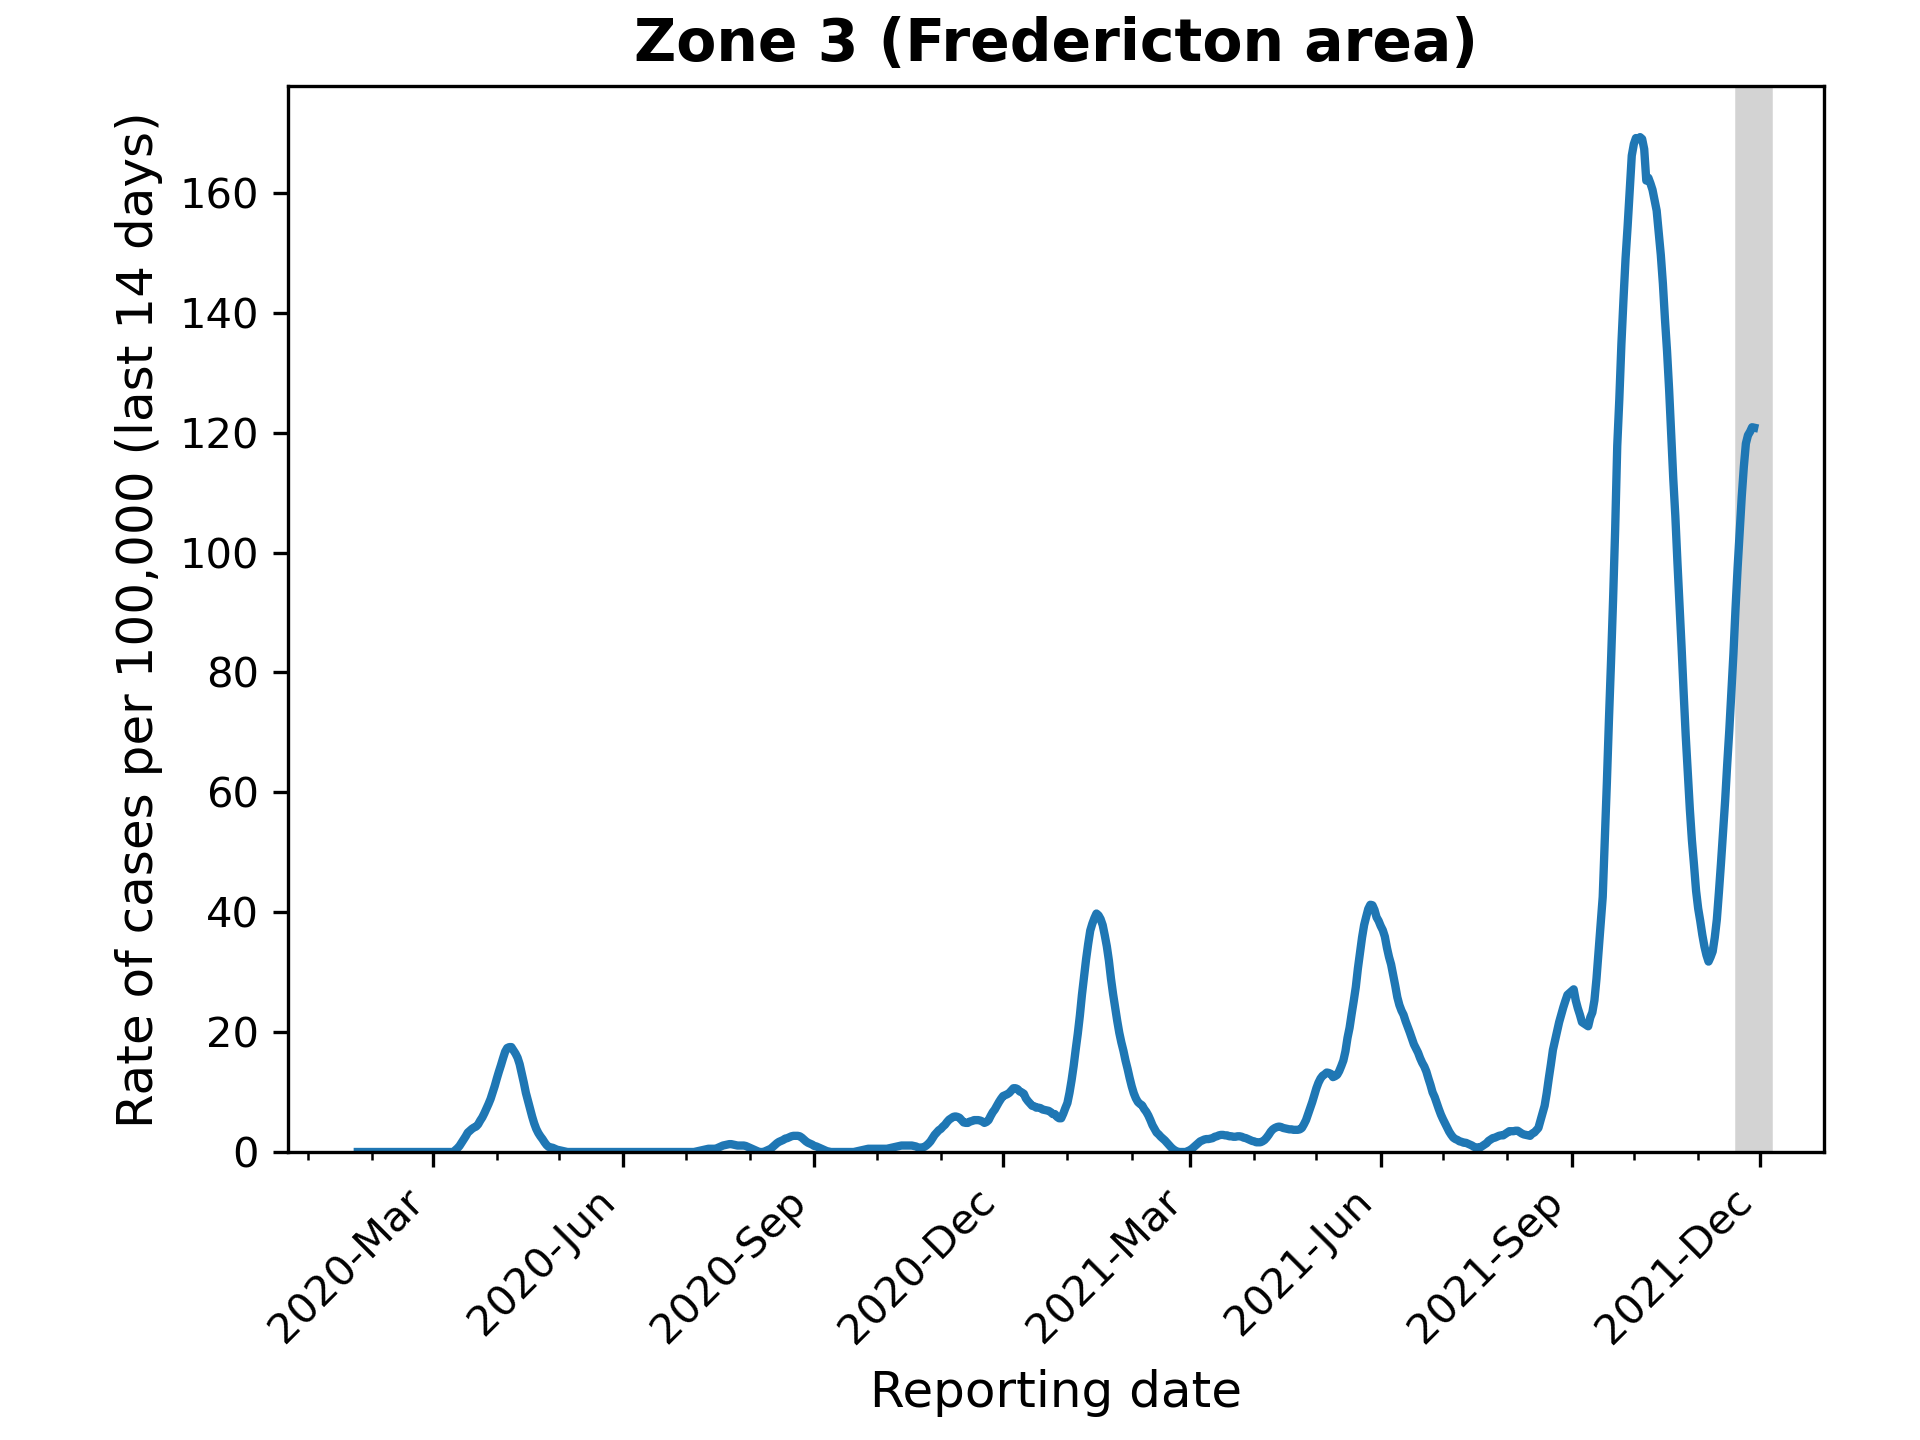 Zone 3 (Fredericton area)
Rate of cases per 100,000 (last 14 days)
160
140
120
100
80
60
40
20
0
2020-Mar
2020-Jun
2020-Sep
2020-Dec
2021-Mar
2021-Jun
2021-Sep
2021-Dec
Reporting date